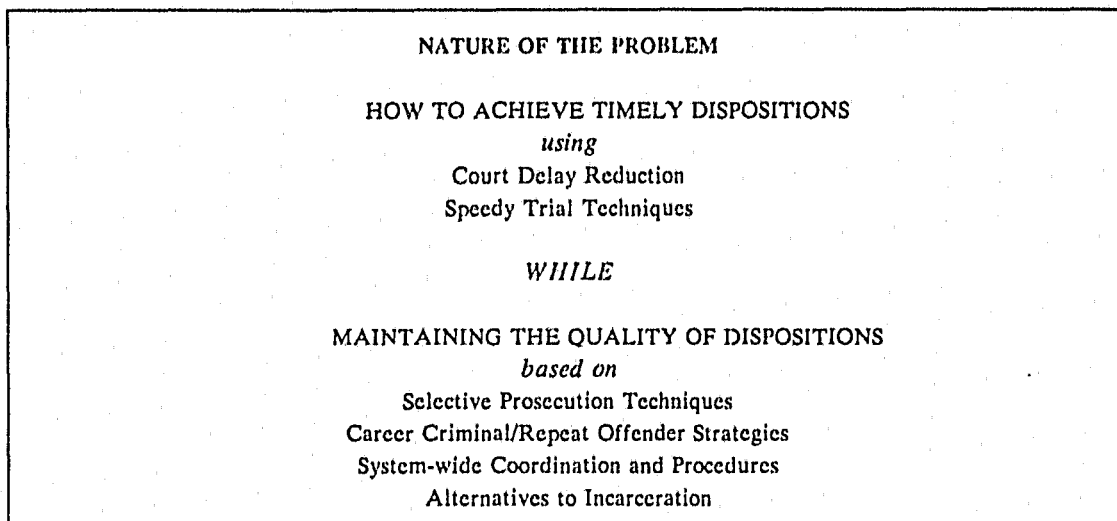 NATURE OF THE PROBLEM
HOW TO ACHIEVE TIMELY DISPOSITIONS
using
Court Delay Reduction
Speedy Trial Techniques
WHILE
MAINTAINING THE QUALITY OF DISPOSITIONS
based on
Selective Prosecution Techniques
Career Criminal/Repeat Offender Strategies
System-wide Coordination and Procedures
Alternatives to Incarceration